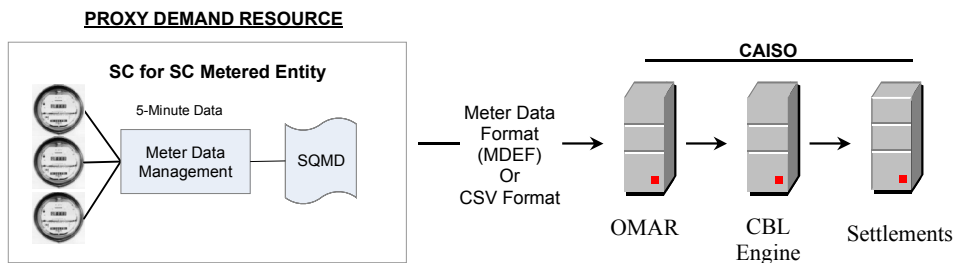 PROXY DEMAND RESOURCE
SC for SC Metered Entity
5-Minute Data
Meter Data
Management
SQMD
Meter Data
Format
(MDEF)
Or
CSV Format
CAISO
OMAR
CBL
Engine
Settlements